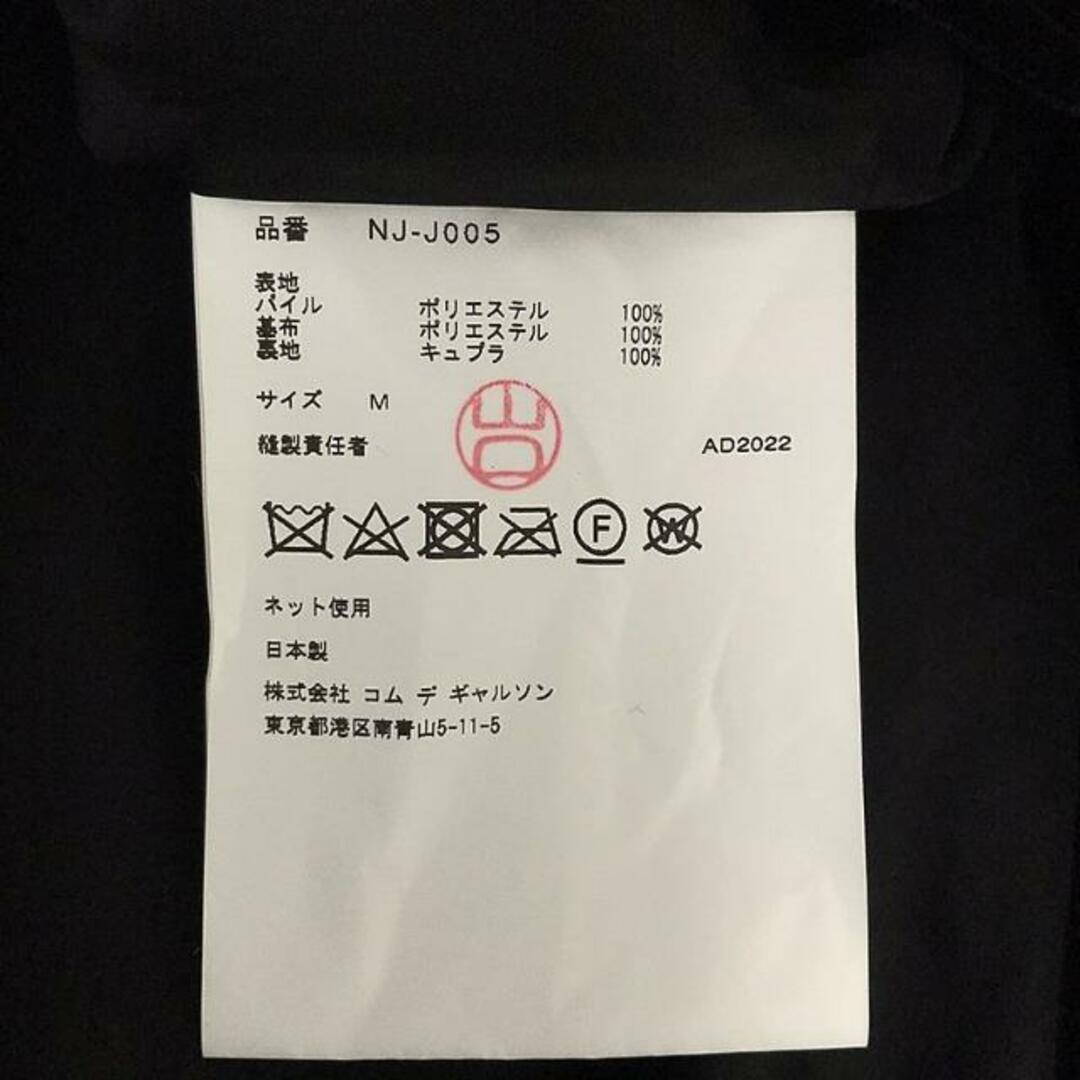 品番 NJ-J005
表地
パイル ポリエステル 100%
基布 ポリエステル 100%
裏地 キュプラ 100%
サイズ M
山口
縫製責任者 AD2022
F W
ネット使用
日本製
株式会社 コム デ ギャルソン
東京都港区南青山5-11-5